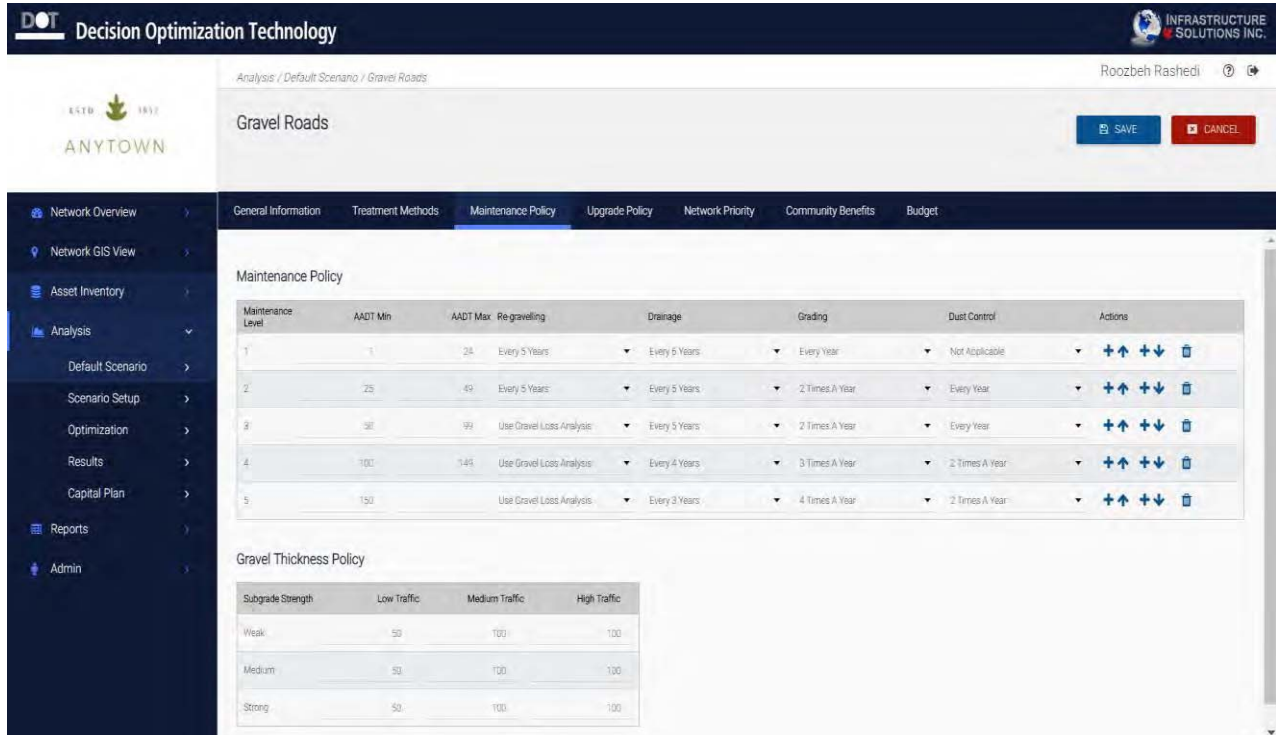 DOT Decision Optimization Technology
INFRASTRUCTURE
SOLUTIONS INC.
ESTD 1852
ANYTOWN
Analysis / Default Scenario / Gravel Roads
Roozbeh Rashedi
Gravel Roads
SAVE CANCEL
Network Overview
Network GIS View
Asset Inventory
Analysis
Default Scenario
Scenario Setup
Optimization
Results
Capital Plan
Reports
Admin
General Information Treatment Methods Maintenance Policy Upgrade Policy Network Priority Community Benefits Budget
Maintenance Policy
Maintenance Level AADT Min AADT Max Re-gravelling Drainage Grading Dust Control Actions
1 1 24 Every 5 Years Every 5 Years Every Year Not Applicable
2 25 49 Every 5 Years Every 5 Years 2 Times A Year Every Year
3 50 99 Use Gravel Loss Analysis Every 5 Years 2 Times A Year Every Year
4 100 149 Use Gravel Loss Analysis Every 4 Years 3 Times A Year 2 Times A Year
5 150 Use Gravel Loss Analysis Every 3 Years 4 Times A Year 2 Times A Year
Gravel Thickness Policy
Subgrade Strength Low Traffic Medium Traffic High Traffic
Weak 50 100 100
Medium 50 100 100
Strong 50 100 100